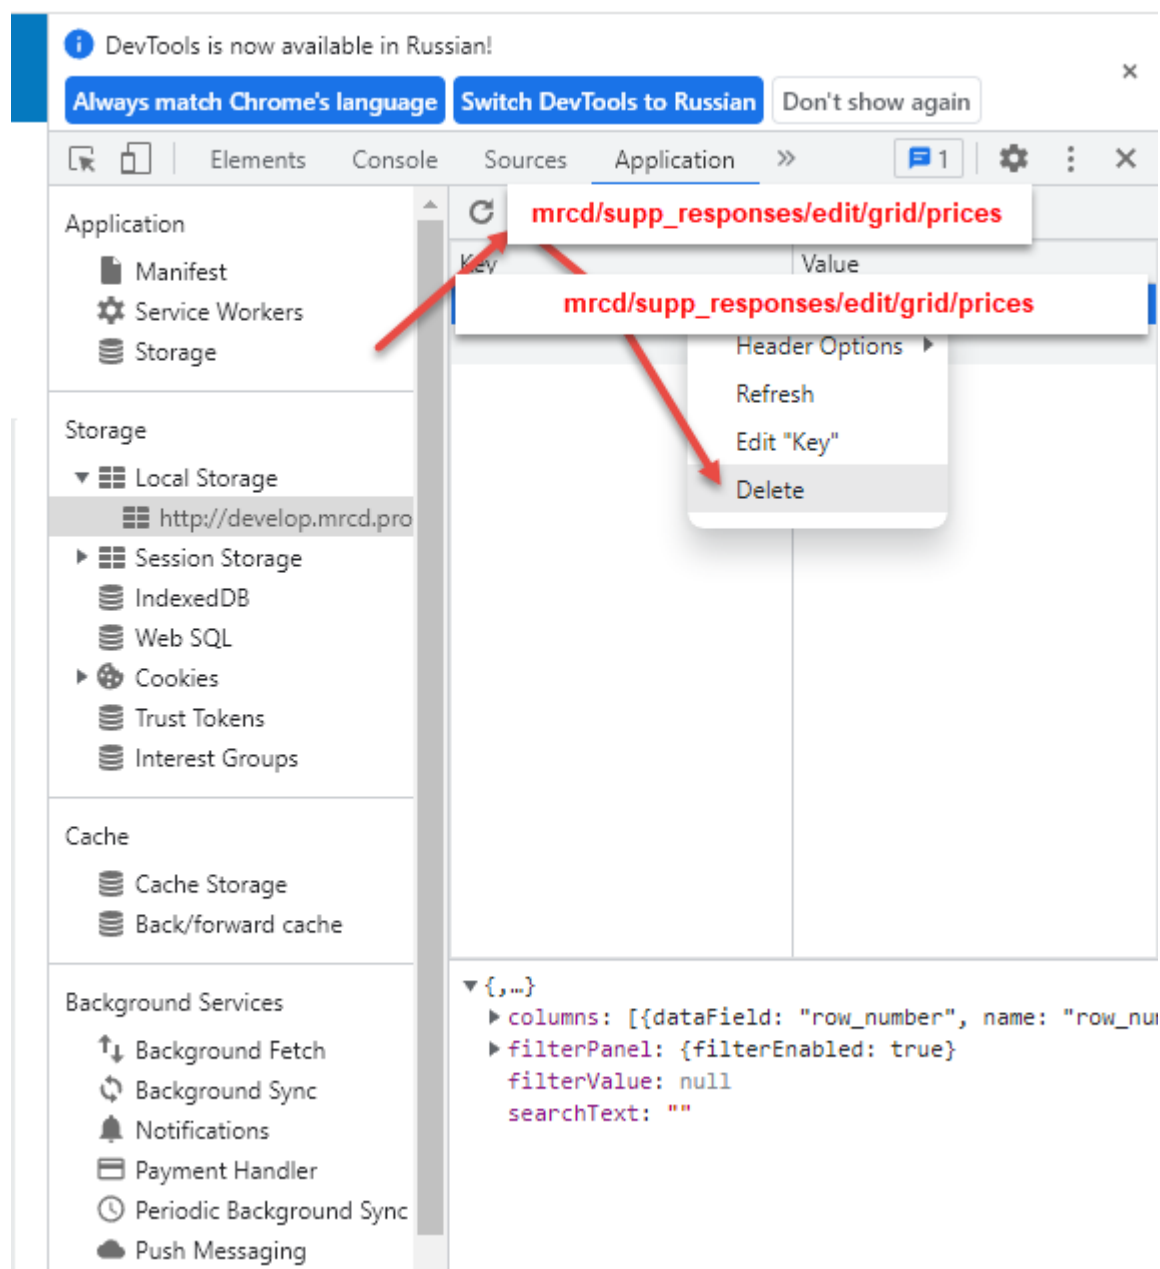 DevTools is now available in Russian!
Always match Chrome's language Switch DevTools to Russian Don't show again
Elements Console Sources Application 1
Application
Manifest
Service Workers
Storage
Storage
Local Storage
http://develop.mrcd.pro
Session Storage
IndexedDB
Web SQL
Cookies
Trust Tokens
Interest Groups
Cache
Cache Storage
Back/forward cache
Background Services
Background Fetch
Background Sync
Notifications
Payment Handler
Periodic Background Sync
Push Messaging
mrcd/supp_responses/edit/grid/prices
Key Value
mrcd/supp_responses/edit/grid/prices
Header Options
Refresh
Edit "Key"
Delete
{,…}
columns: [{dataField: "row_number", name: "row_nu
filterPanel: {filterEnabled: true}
filterValue: null
searchText: ""